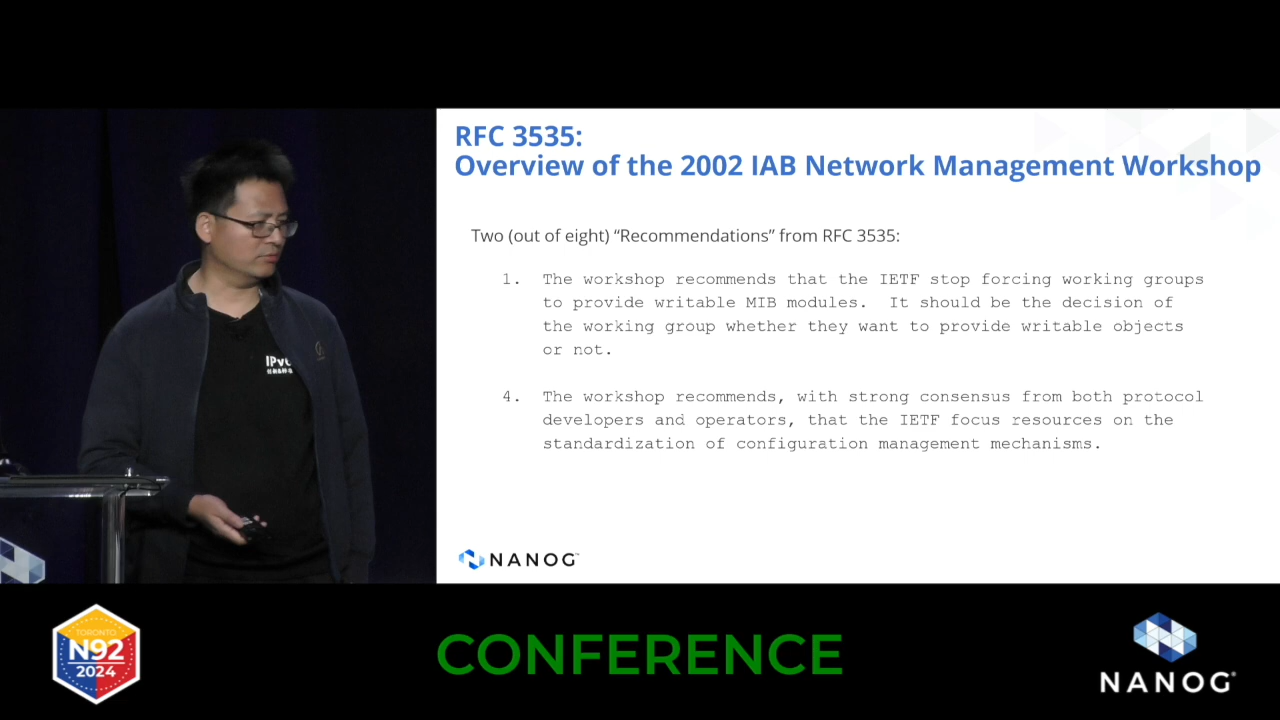 RFC 3535:
Overview of the 2002 IAB Network Management Workshop
Two (out of eight) “Recommendations” from RFC 3535:
1. The workshop recommends that the IETF stop forcing working groups
to provide writable MIB modules. It should be the decision of
the working group whether they want to provide writable objects
or not.
4. The workshop recommends, with strong consensus from both protocol
developers and operators, that the IETF focus resources on the
standardization of configuration management mechanisms.
NANOG™
TORONTO
N92
2024
CONFERENCE
NANOG®